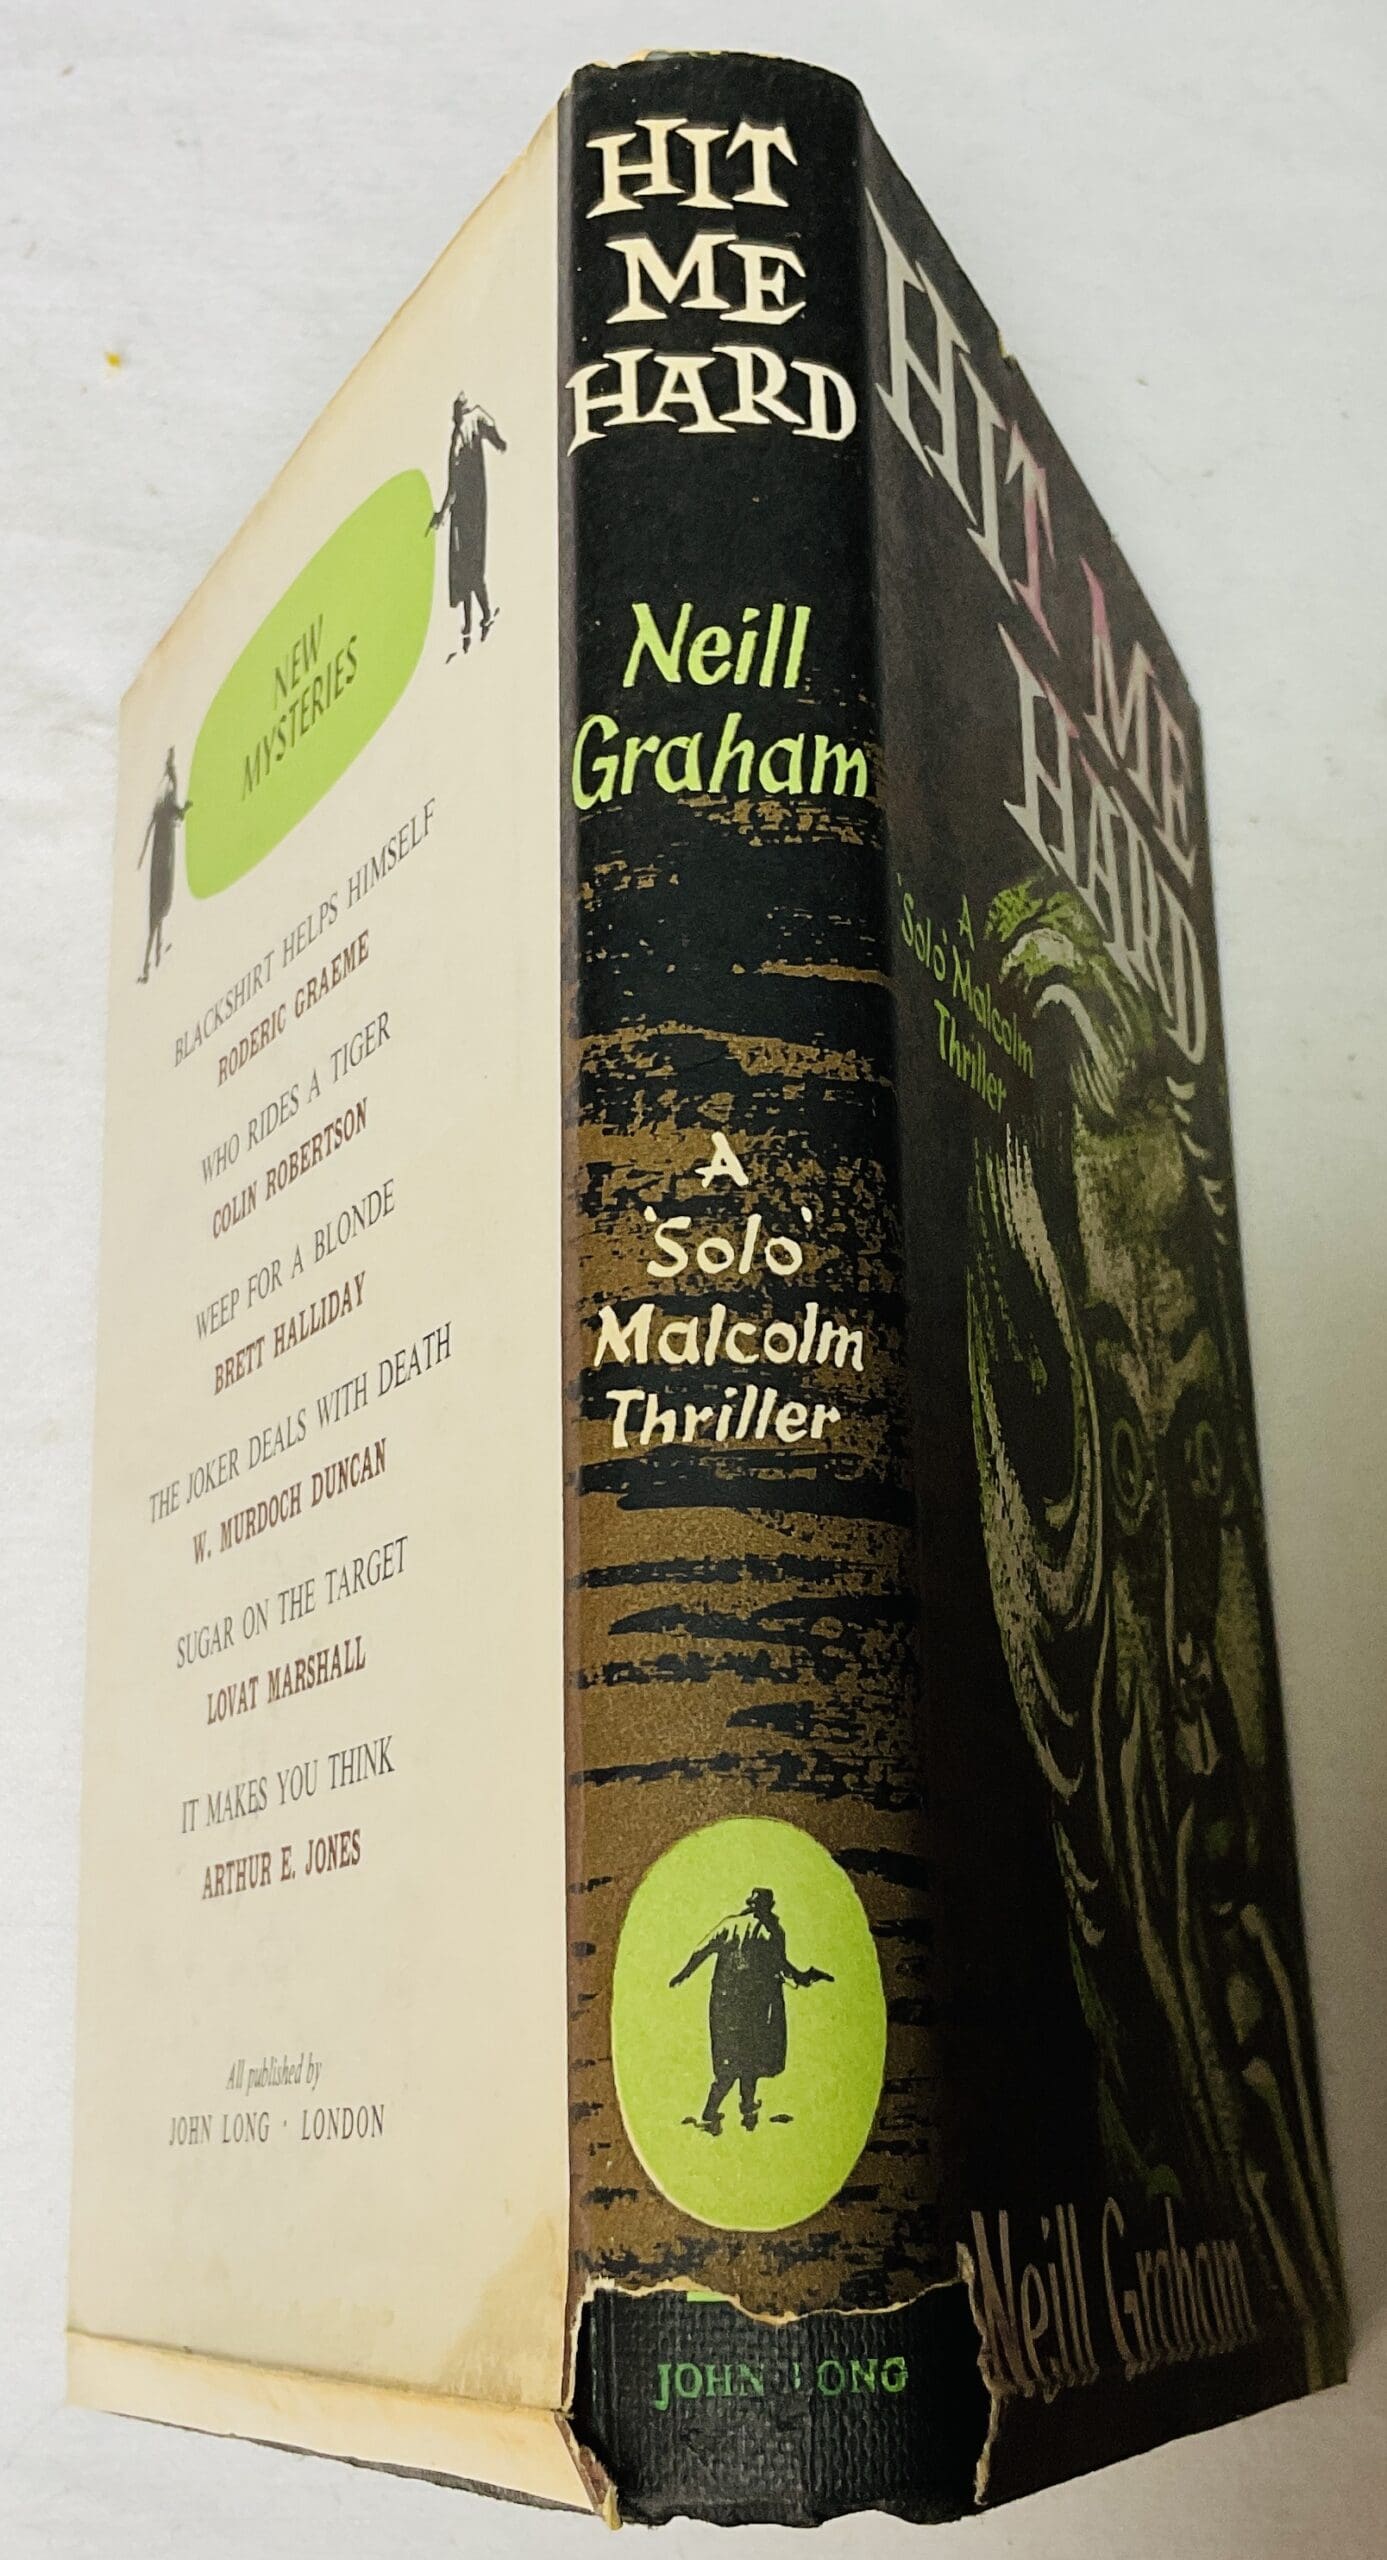 NEW
MYSTERIES
BLACKSHIRT HELPS HIMSELF
RODERIC GRAEME
WHO RIDES A TIGER
COLIN ROBERTSON
WEEP FOR A BLONDE
BRETT HALLIDAY
THE JOKER DEALS WITH DEATH
W. MURDOCH DUNCAN
SUGAR ON THE TARGET
LOVAT MARSHALL
IT MAKES YOU THINK
ARTHUR E. JONES
All published by
JOHN LONG · LONDON
HIT
ME
HARD
Neill
Graham
A
'Solo'
Malcolm
Thriller
JOHN LONG
HIT ME
HARD
A
'Solo' Malcolm
Thriller
Neill Graham